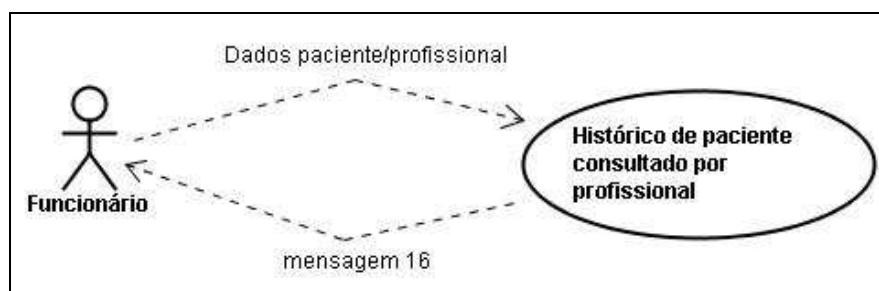 Dados paciente/profissional
Histórico de paciente
consultado por
profissional
Funcionário
mensagem 16